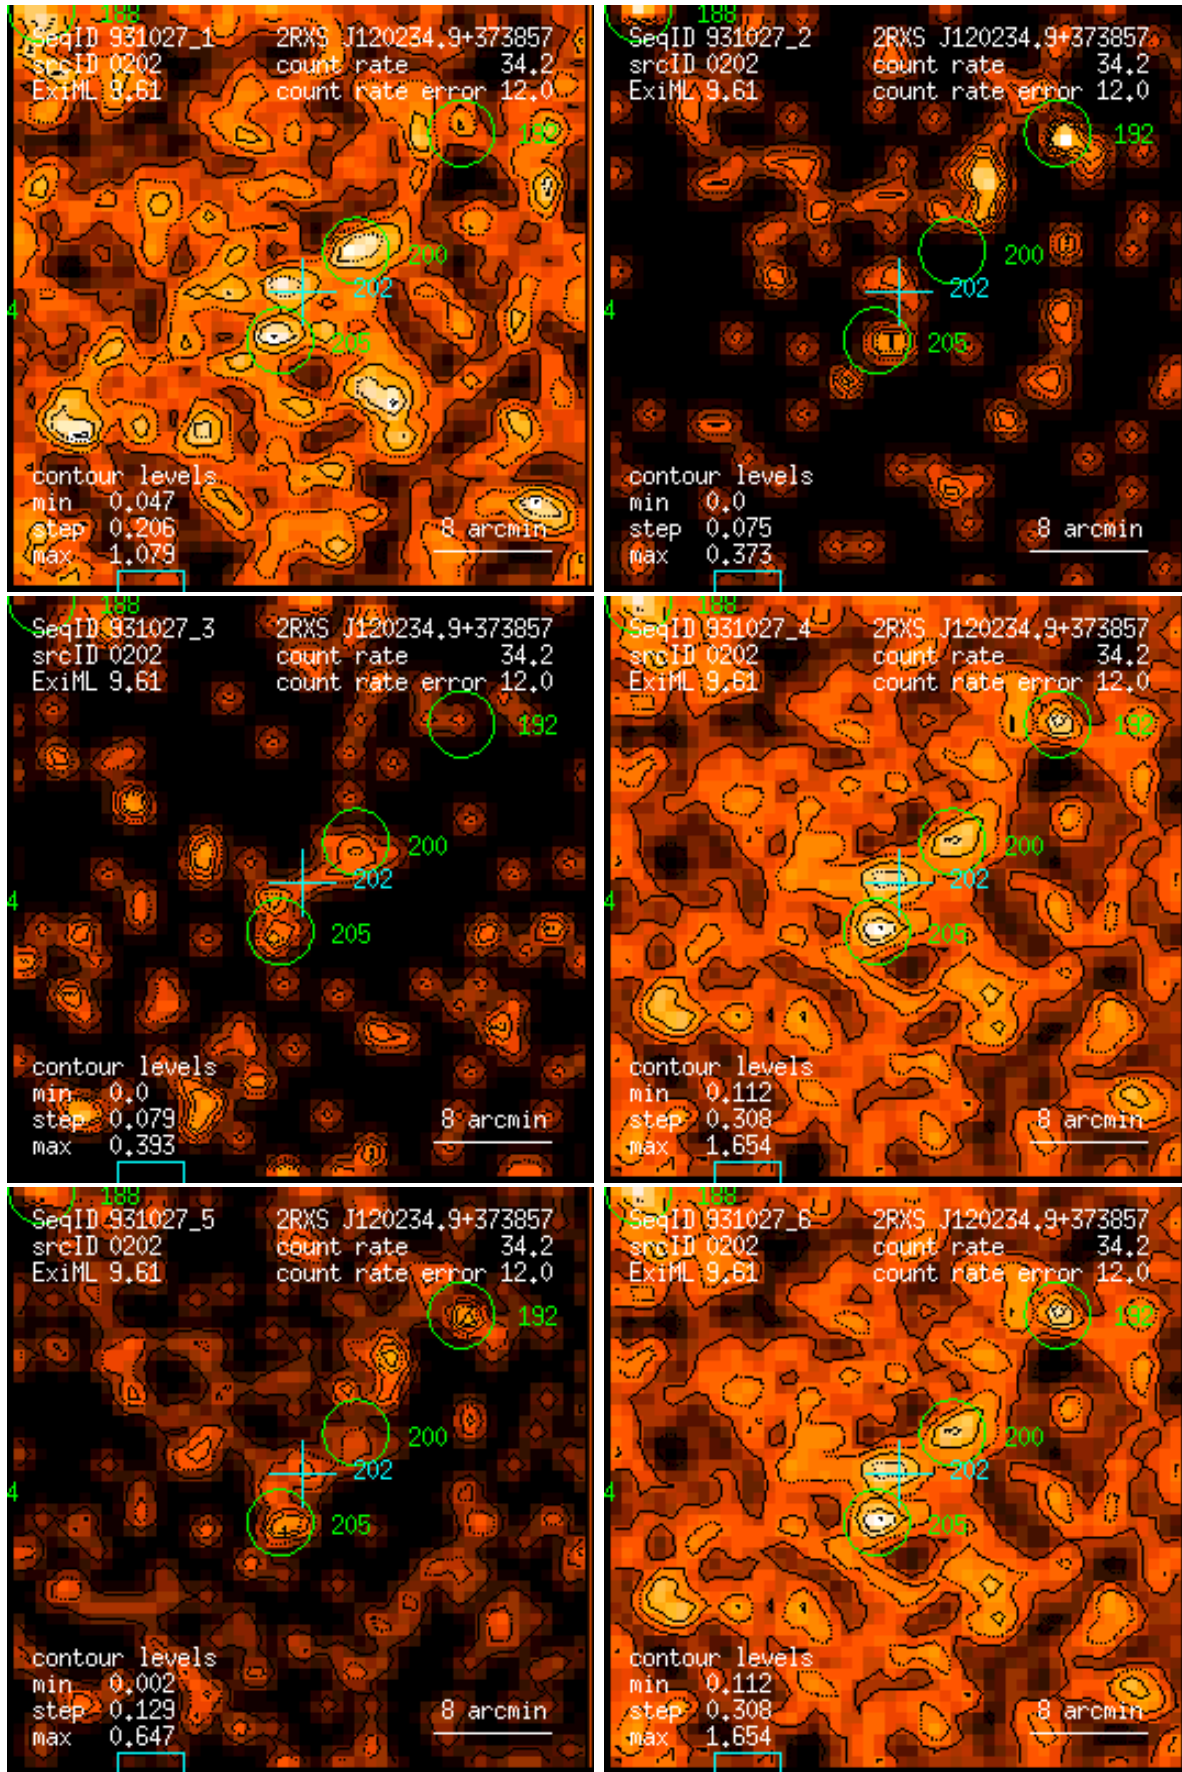 188
SeqID 931027_1 2RXS J120234.9+373857
srcID 0202 count rate 34.2
ExiML 9.61 count rate error 12.0
192
200
202
4
205
contour levels
min 0.047
step 0.206 8 arcmin
max 1.079
188
SeqID 931027_2 2RXS J120234.9+373857
srcID 0202 count rate 34.2
ExiML 9.61 count rate error 12.0
192
200
202
4
205
contour levels
min 0.0
step 0.075 8 arcmin
max 0.373
188
SeqID 931027_3 2RXS J120234.9+373857
srcID 0202 count rate 34.2
ExiML 9.61 count rate error 12.0
192
200
202
4
205
contour levels
min 0.0
step 0.079 8 arcmin
max 0.393
188
SeqID 931027_4 2RXS J120234.9+373857
srcID 0202 count rate 34.2
ExiML 9.61 count rate error 12.0
192
200
202
4
205
contour levels
min 0.112
step 0.308 8 arcmin
max 1.654
188
SeqID 931027_5 2RXS J120234.9+373857
srcID 0202 count rate 34.2
ExiML 9.61 count rate error 12.0
192
200
202
4
205
contour levels
min 0.002
step 0.129 8 arcmin
max 0.647
188
SeqID 931027_6 2RXS J120234.9+373857
srcID 0202 count rate 34.2
ExiML 9.61 count rate error 12.0
192
200
202
4
205
contour levels
min 0.112
step 0.308 8 arcmin
max 1.654